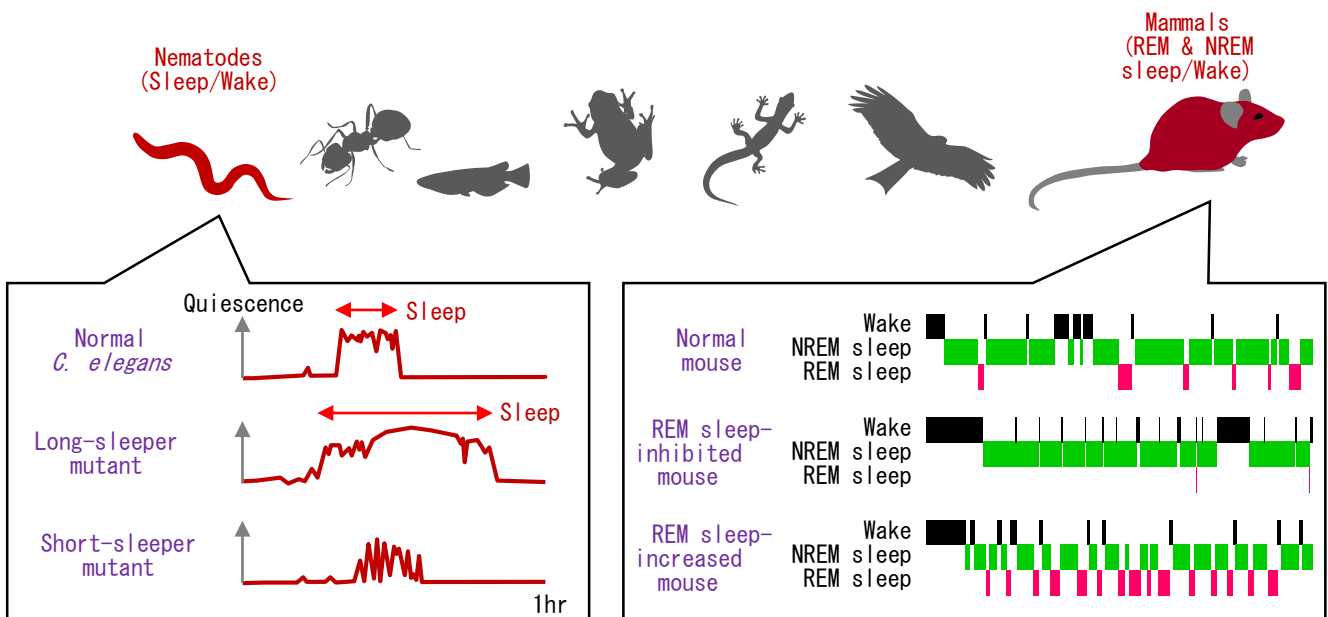 Nematodes
(Sleep/Wake)
Mammals
(REM & NREM
sleep/Wake)
Quiescence
Sleep
Normal
C. elegans
Sleep
Long-sleeper
mutant
Short-sleeper
mutant
1hr
Normal
mouse
Wake
NREM sleep
REM sleep
REM sleep-
inhibited
mouse
Wake
NREM sleep
REM sleep
REM sleep-
increased
mouse
Wake
NREM sleep
REM sleep